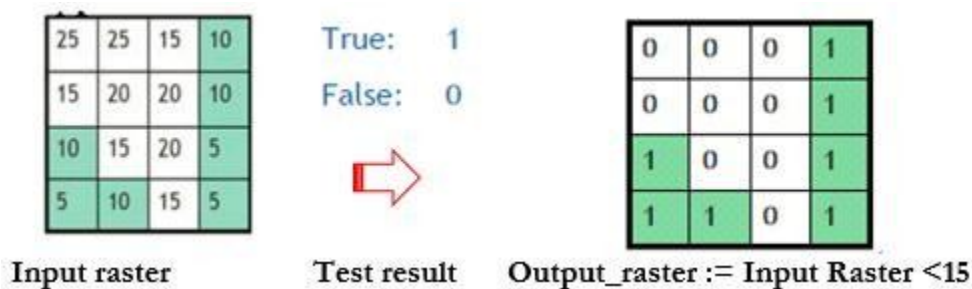 25 25 15 10
15 20 20 10
10 15 20 5
5 10 15 5
True: 1
False: 0
0 0 0 1
0 0 0 1
1 0 0 1
1 1 0 1
Input raster
Test result
Output_raster := Input Raster <15